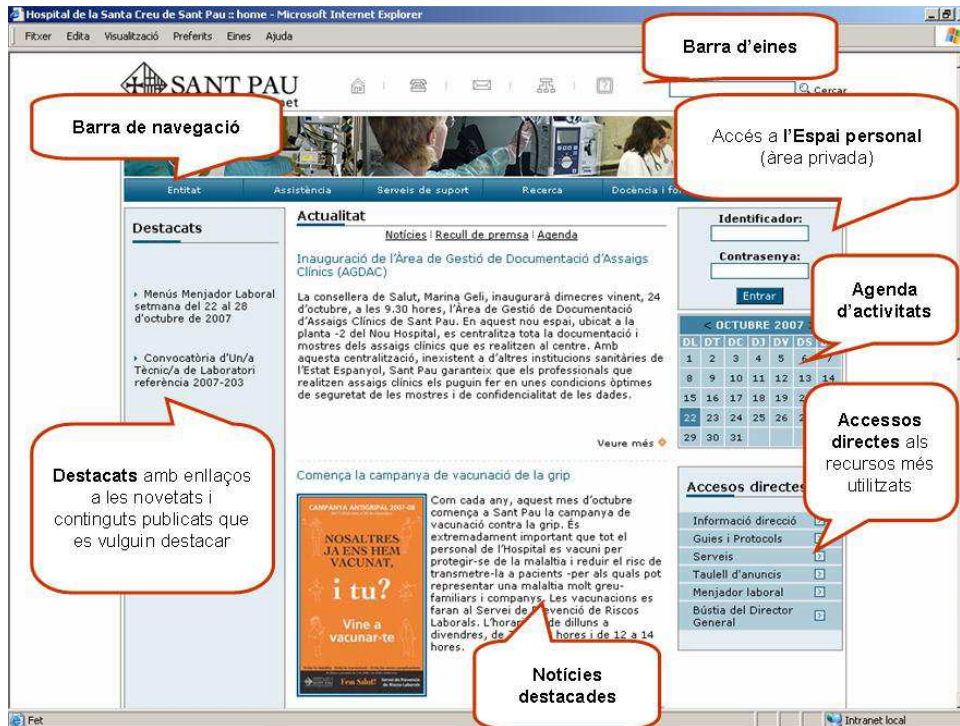 Hospital de la Santa Creu de Sant Pau :: home - Microsoft Internet Explorer
Fitxer Edita Visualització Preferits Eines Ajuda
Barra d'eines
SANT PAU
Cercar
Barra de navegació
Accés a l'Espai personal
(àrea privada)
Entitat Assistència Serveis de suport Recerca Docència i
Destacats
Menús Menjador Laboral
setmana del 22 al 28
d'octubre de 2007
Convocatòria d'Un/a
Tècnic/a de Laboratori
referència 2007-203
Destacats amb enllaços
a les novetats i
continguts publicats que
es vulguin destacar
Actualitat
Notícies | Recull de premsa | Agenda
Inauguració de l'Àrea de Gestió de Documentació d'Assaigs
Clínics (AGDAC)
La consellera de Salut, Marina Geli, inaugurarà dimecres vinent, 24
d'octubre, a les 9.30 hores, l'Àrea de Gestió de Documentació
d'Assaigs Clínics de Sant Pau. En aquest nou espai, ubicat a la
planta -2 del Nou Hospital, es centralitza tota la documentació i
mostres dels assaigs clínics que es realitzen al centre. Amb
aquesta centralització, inexistent a d'altres institucions sanitàries de
l'Estat Espanyol, Sant Pau garanteix que els professionals que
realitzen assaigs clínics els puguin fer en unes condicions òptimes
de seguretat de les mostres i de confidencialitat de les dades.
Veure més
Comença la campanya de vacunació de la grip
CAMPANYA ANTIGRIPAL 2007-08
NOSALTRES
JA ENS HEM
VACUNAT,
i tu?
Vine a
vacunar-te
Fem Salut!
Servei de Prevenció
de Riscos Laborals
Com cada any, aquest mes d'octubre
comença a Sant Pau la campanya de
vacunació contra la grip. És
extremadament important que tot el
personal de l'Hospital es vacuni per
protegir-se de la malaltia i reduir el risc de
transmetre-la a pacients -per als quals pot
representar una malaltia molt greu-
familiars i companys. Les vacunacions es
faran al Servei de Prevenció de Riscos
Laborals. L'horari de dilluns a
divendres, de hores i de 12 a 14
hores.
Notícies
destacades
Identificador:
Contrasenya:
Entrar
Agenda
d'activitats
< OCTUBRE 2007
DL DT DC DJ DV DS
1 2 3 4 5 6 7
8 9 10 11 12 13 14
15 16 17 18 19
22 23 24 25 26
29 30 31
Accessos
directes als
recursos més
utilitzats
Accesos directes
Informació direcció
Guies i Protocols
Serveis
Taulell d'anuncis
Menjador laboral
Bústia del Director
General
Fet
Intranet local